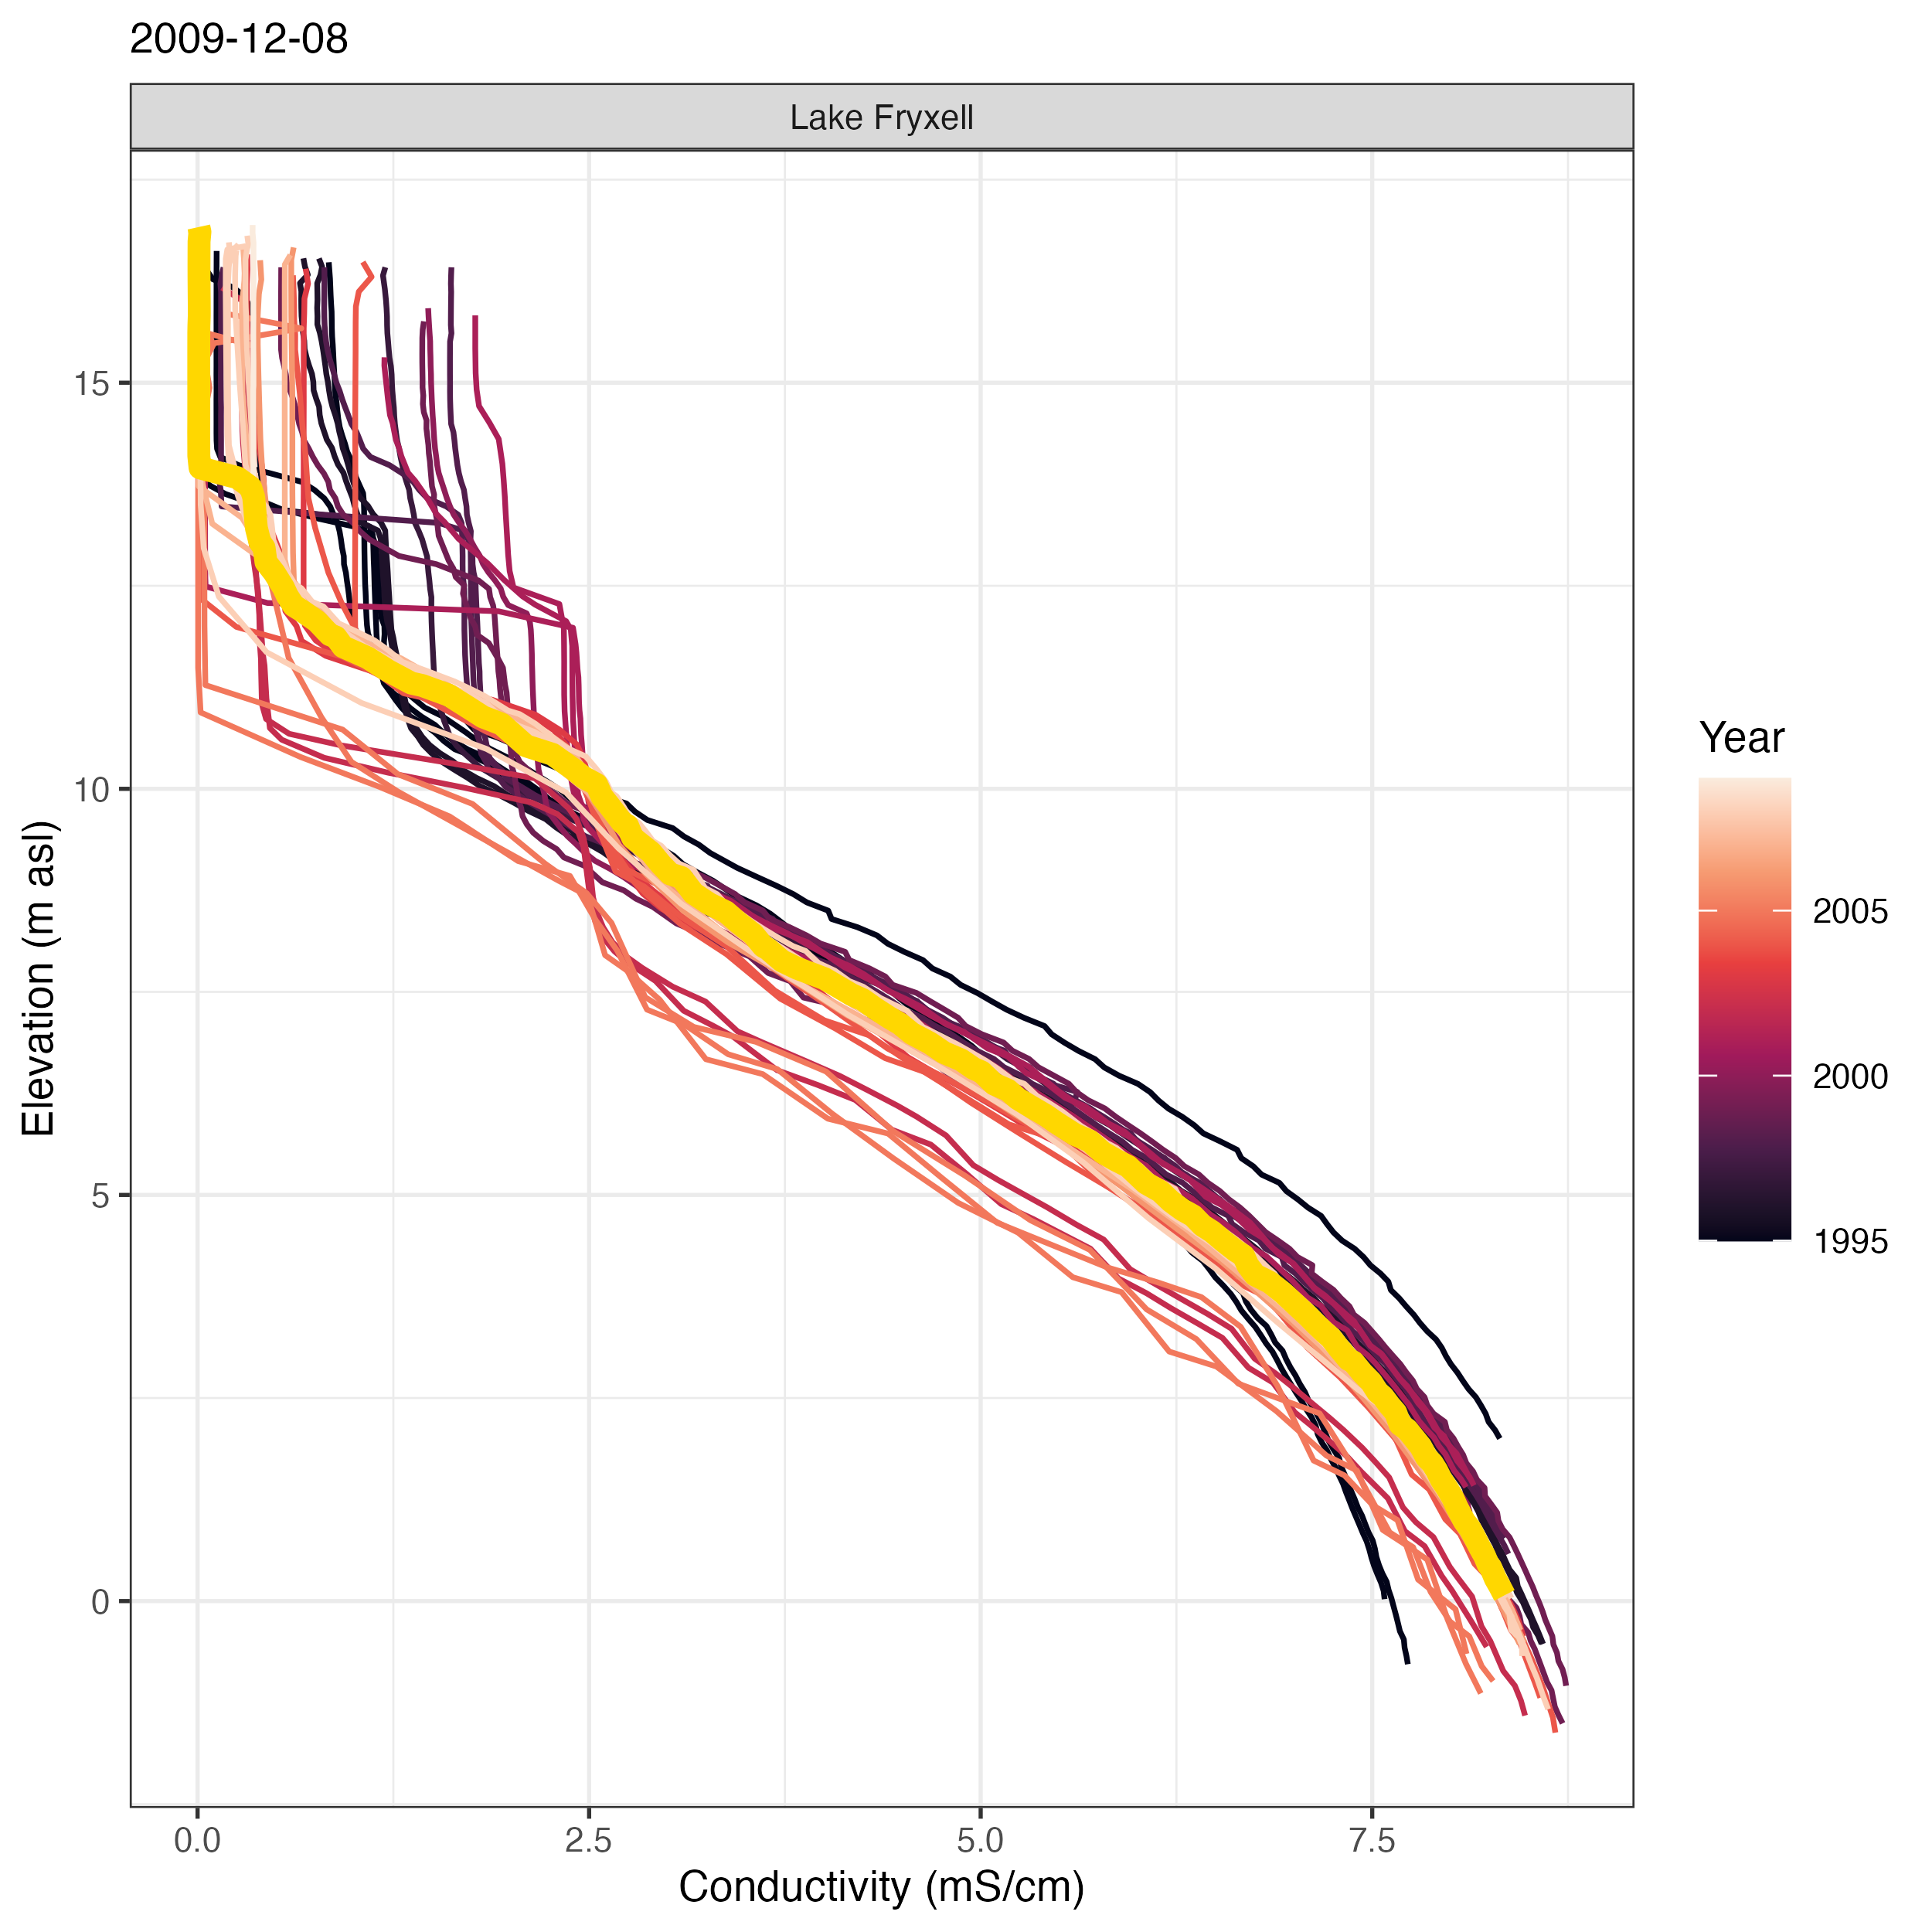 2009-12-08
Lake Fryxell
15
10
5
0
Elevation (m asl)
0.0 2.5 5.0 7.5
Conductivity (mS/cm)
Year
2005
2000
1995